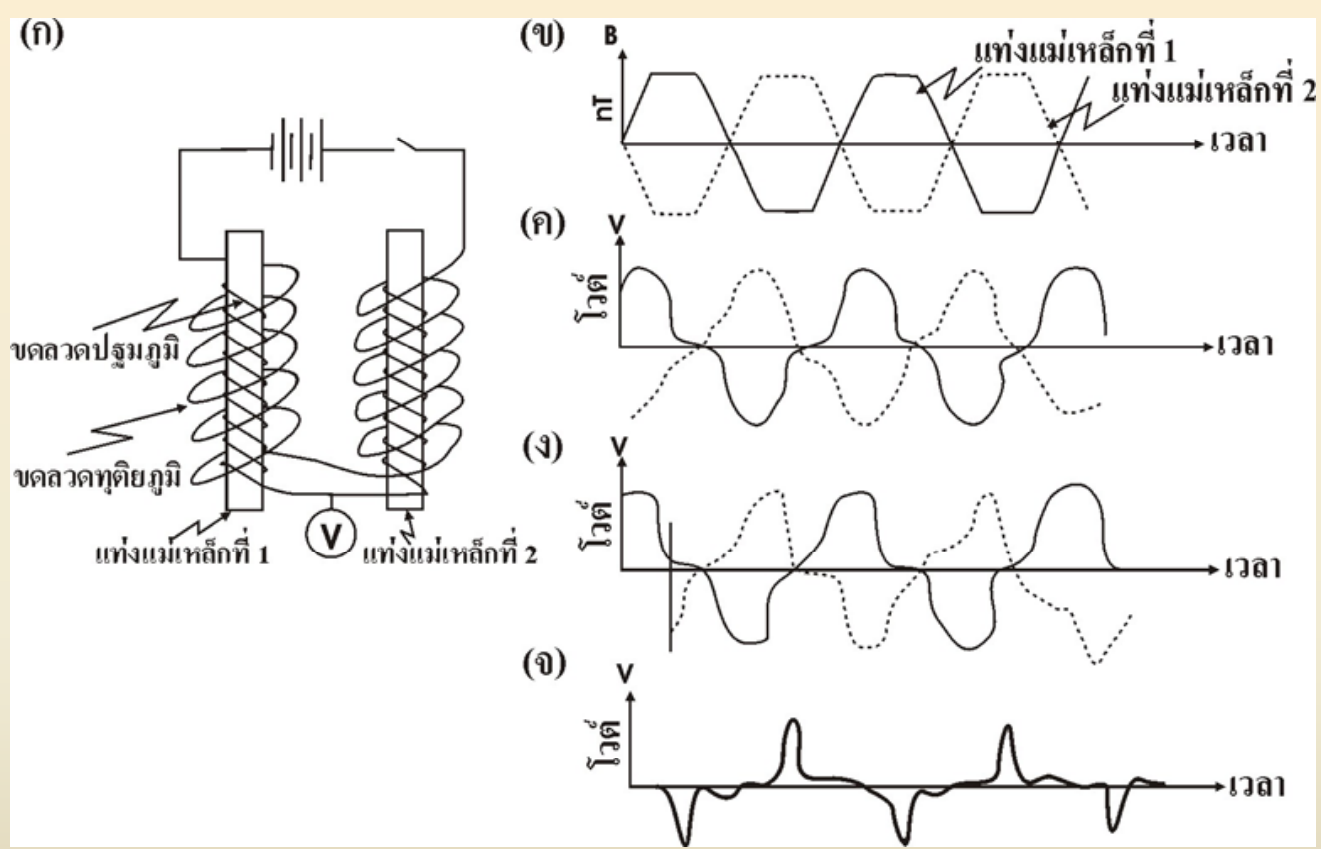 (ก)
ขดลวดปฐมภูมิ
ขดลวดทุติยภูมิ
V
แท่งแม่เหล็กที่ 1
แท่งแม่เหล็กที่ 2
(ข)
B
nT
แท่งแม่เหล็กที่ 1
แท่งแม่เหล็กที่ 2
เวลา
(ค)
V
โวต์
เวลา
(ง)
V
โวต์
เวลา
(จ)
V
โวต์
เวลา